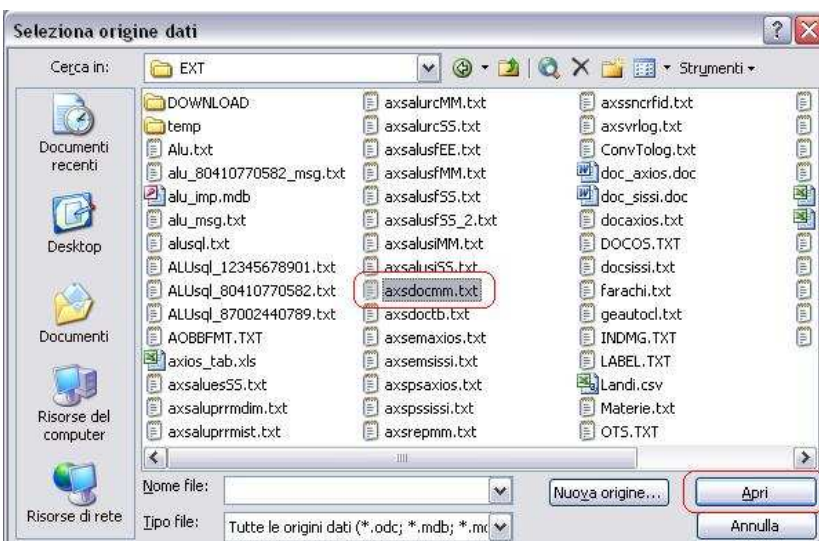 Seleziona origine dati
Cerca in:
EXT
Strumenti
Documenti recenti
Desktop
Documenti
Risorse del computer
Risorse di rete
DOWNLOAD
temp
Alu.txt
alu_80410770582_msg.txt
alu_imp.mdb
alu_msg.txt
alusql.txt
ALUsql_12345678901.txt
ALUsql_80410770582.txt
ALUsql_87002440789.txt
AOBBFMT.TXT
axios_tab.xls
axsaluesSS.txt
axsaluprrmdim.txt
axsaluprrmist.txt
axsalurcMM.txt
axsalurcSS.txt
axsalusfEE.txt
axsalusfMM.txt
axsalusfSS.txt
axsalusfSS_2.txt
axsalusiMM.txt
axsalusiSS.txt
axsdocmm.txt
axsdoctb.txt
axsemaxios.txt
axsemsissi.txt
axspsaxios.txt
axspssissi.txt
axsrepmm.txt
axssncrfid.txt
axsvrlog.txt
ConvTolog.txt
doc_axios.doc
doc_sissi.doc
docaxios.txt
DOCOS.TXT
docsissi.txt
farachi.txt
geautocl.txt
INDMG.TXT
LABEL.TXT
Landi.csv
Materie.txt
OTS.TXT
Nome file:
Nuova origine...
Apri
Tipo file:
Tutte le origini dati (*.odc; *.mdb; *.mc
Annulla